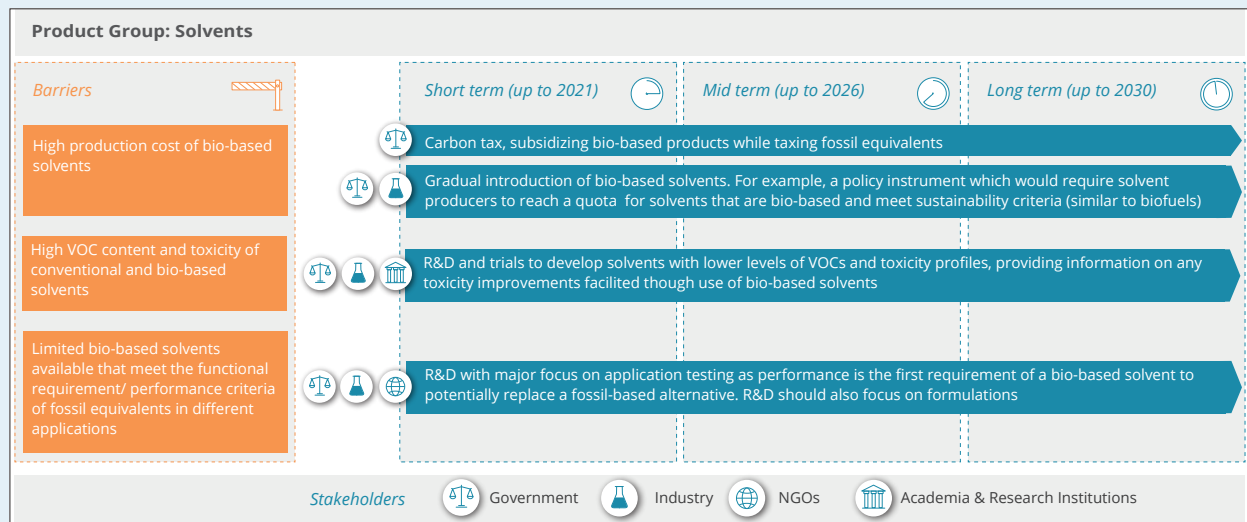 Product Group: Solvents
Barriers
Short term (up to 2021)
Mid term (up to 2026)
Long term (up to 2030)
High production cost of bio-based
solvents
Carbon tax, subsidizing bio-based products while taxing fossil equivalents
Gradual introduction of bio-based solvents. For example, a policy instrument which would require solvent
producers to reach a quota for solvents that are bio-based and meet sustainability criteria (similar to biofuels)
High VOC content and toxicity of
conventional and bio-based
solvents
R&D and trials to develop solvents with lower levels of VOCs and toxicity profiles, providing information on any
toxicity improvements facilited though use of bio-based solvents
Limited bio-based solvents
available that meet the functional
requirement/ performance criteria
of fossil equivalents in different
applications
R&D with major focus on application testing as performance is the first requirement of a bio-based solvent to
potentially replace a fossil-based alternative. R&D should also focus on formulations
Stakeholders
Government
Industry
NGOs
Academia & Research Institutions